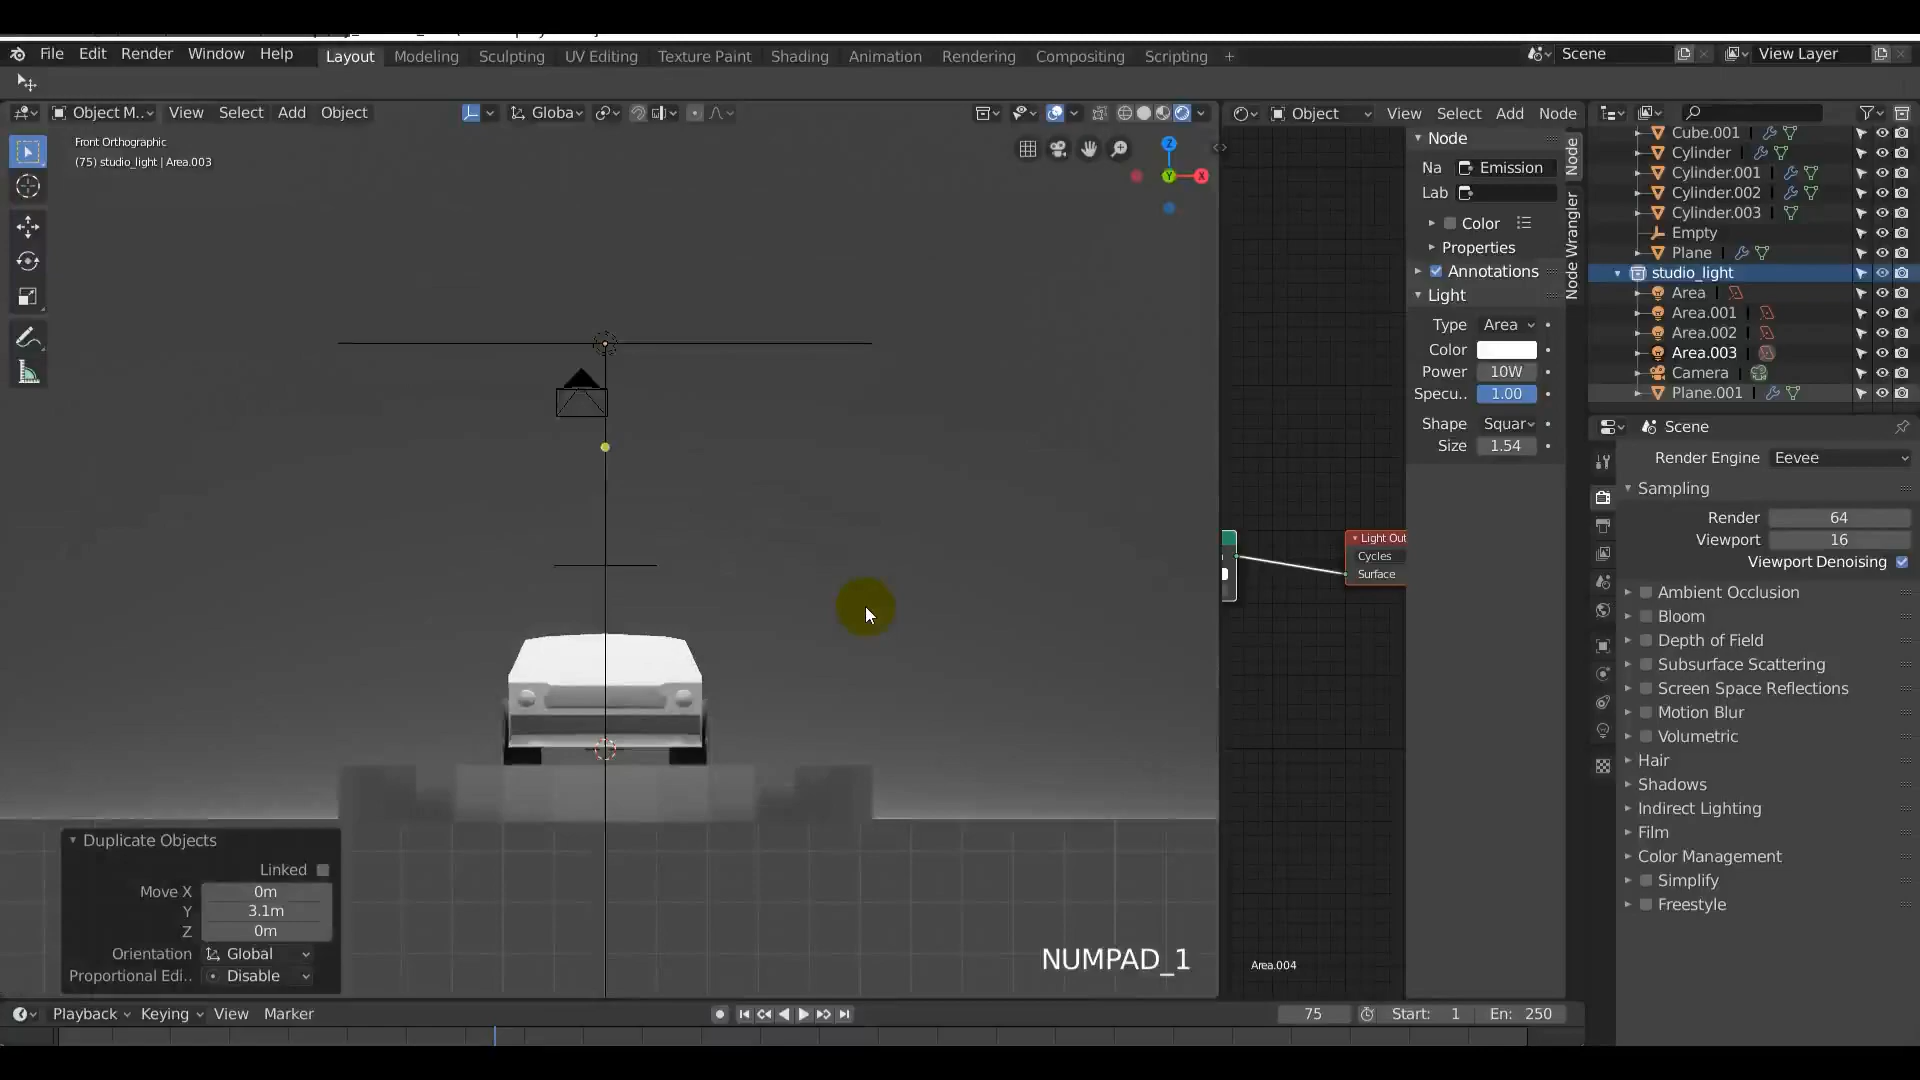 File Edit Render Window Help Layout Modeling Sculpting UV Editing Texture Paint Shading Animation Rendering Compositing Scripting + Scene View Layer
Object M.. View Select Add Object Globa Object View Select Add Node
Front Orthographic
(75) studio_light | Area.003
Z
Y
X
Node
Na Emission
Lab
Color
Properties
Annotations
Light
Type Area
Color
Power 10W
Specu.. 1.00
Shape Squar
Size 1.54
Node
Node Wrangler
Light Out
Cycles
Surface
Area.004
Cube.001
Cylinder
Cylinder.001
Cylinder.002
Cylinder.003
Empty
Plane
studio_light
Area
Area.001
Area.002
Area.003
Camera
Plane.001
Scene
Render Engine Eevee
Sampling
Render 64
Viewport 16
Viewport Denoising
Ambient Occlusion
Bloom
Depth of Field
Subsurface Scattering
Screen Space Reflections
Motion Blur
Volumetric
Hair
Shadows
Indirect Lighting
Film
Color Management
Simplify
Freestyle
Duplicate Objects
Linked
Move X 0m
Y 3.1m
Z 0m
Orientation Global
Proportional Edi.. Disable
NUMPAD_1
Playback Keying View Marker 75 Start: 1 En: 250